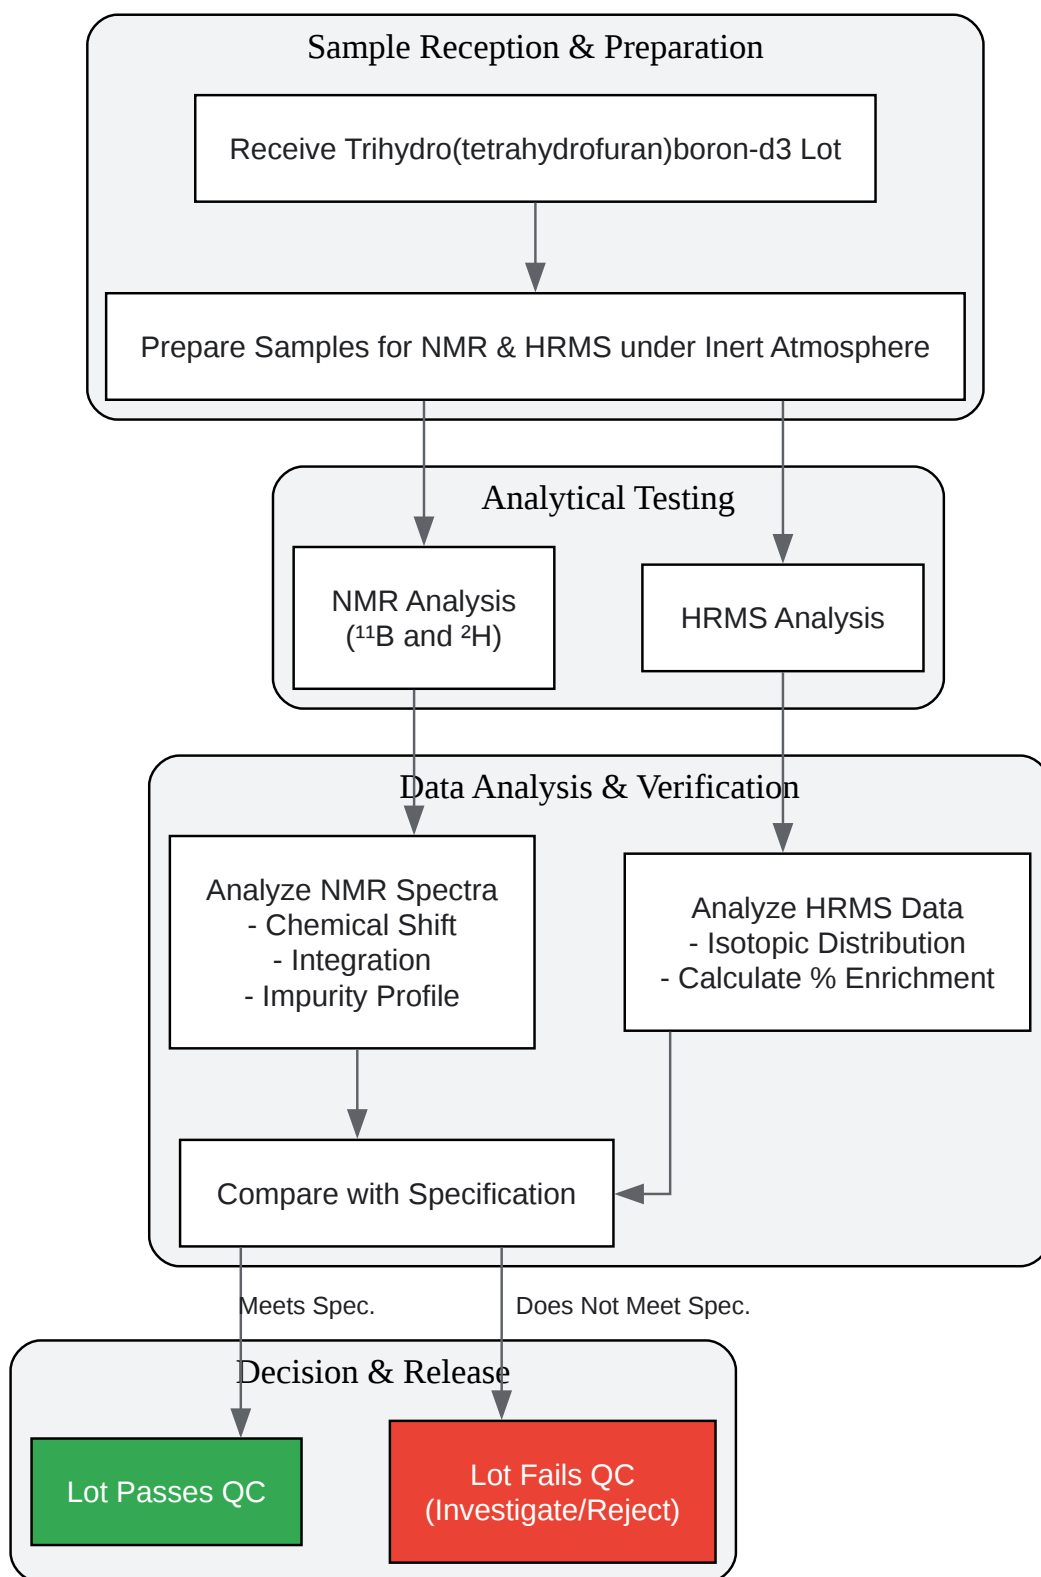 Sample Reception & Preparation
Receive Trihydro(tetrahydrofuran)boron-d3 Lot
Prepare Samples for NMR & HRMS under Inert Atmosphere
Analytical Testing
NMR Analysis
(¹¹B and ²H)
HRMS Analysis
Data Analysis & Verification
Analyze NMR Spectra
- Chemical Shift
- Integration
- Impurity Profile
Analyze HRMS Data
- Isotopic Distribution
- Calculate % Enrichment
Compare with Specification
Meets Spec.
Does Not Meet Spec.
Decision & Release
Lot Passes QC
Lot Fails QC
(Investigate/Reject)